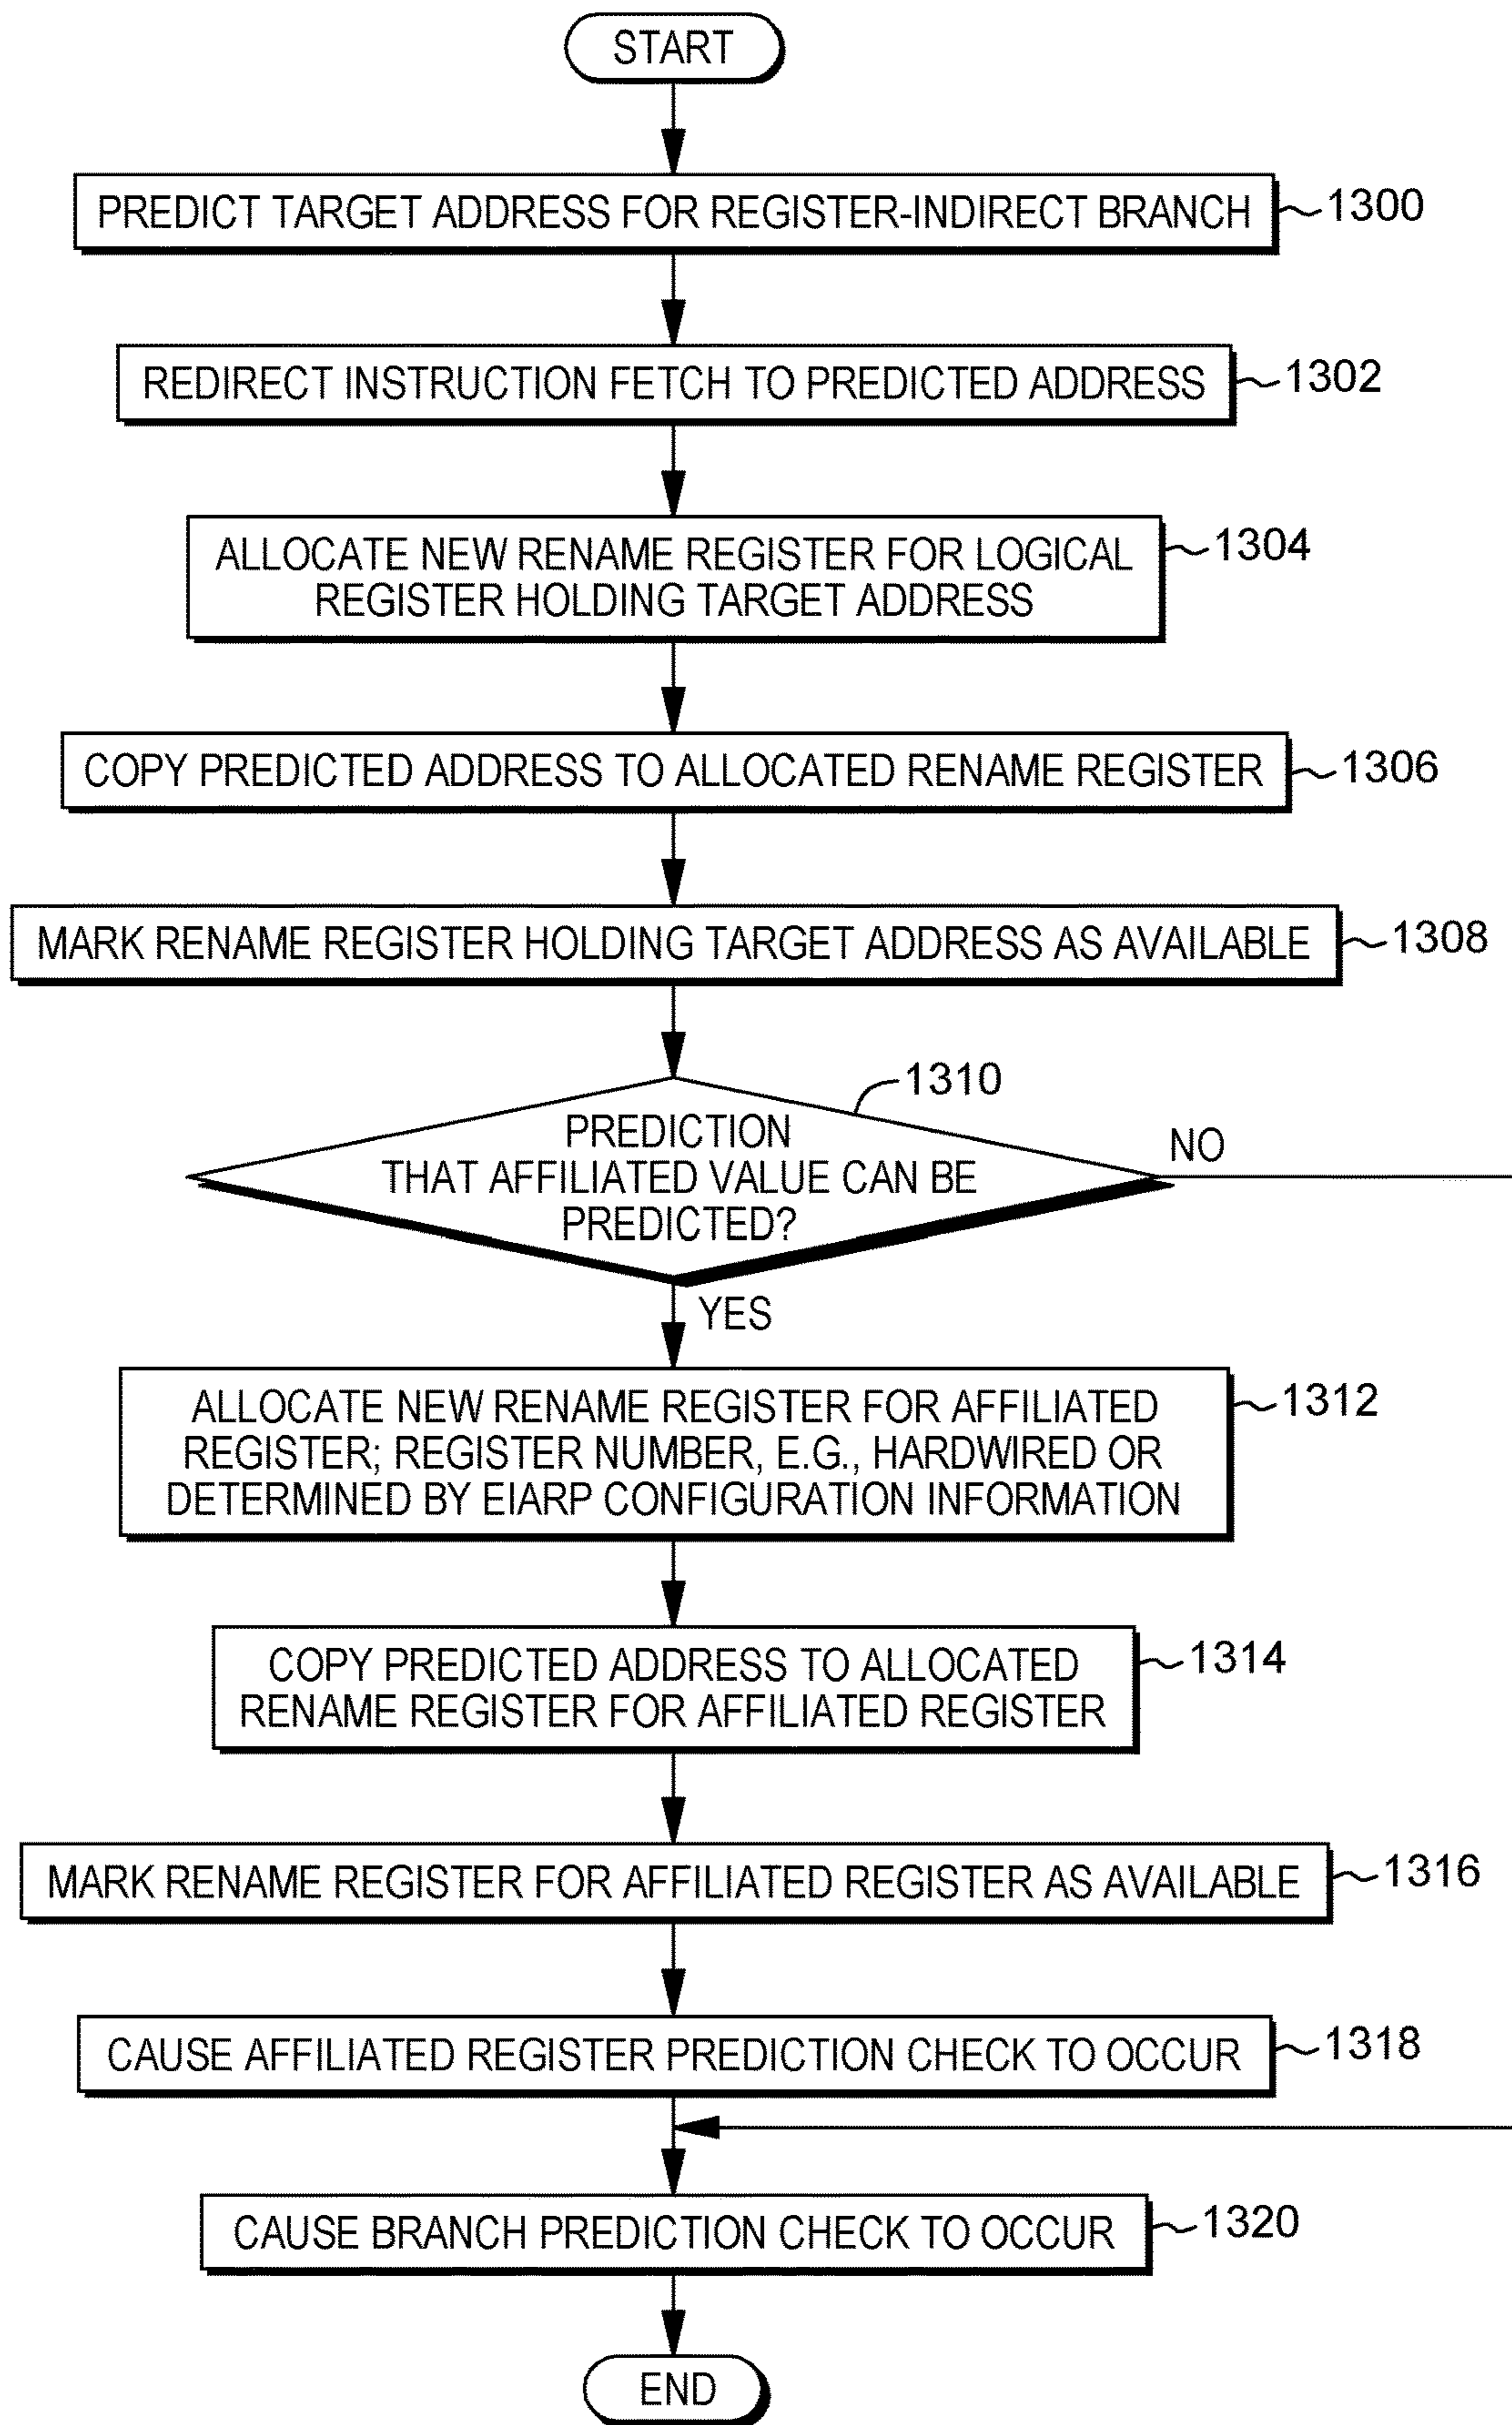 START
PREDICT TARGET ADDRESS FOR REGISTER-INDIRECT BRANCH
1300
REDIRECT INSTRUCTION FETCH TO PREDICTED ADDRESS
1302
ALLOCATE NEW RENAME REGISTER FOR LOGICAL
REGISTER HOLDING TARGET ADDRESS
1304
COPY PREDICTED ADDRESS TO ALLOCATED RENAME REGISTER
1306
MARK RENAME REGISTER HOLDING TARGET ADDRESS AS AVAILABLE
1308
1310
PREDICTION
THAT AFFILIATED VALUE CAN BE
PREDICTED?
NO
YES
ALLOCATE NEW RENAME REGISTER FOR AFFILIATED
REGISTER; REGISTER NUMBER, E.G., HARDWIRED OR
DETERMINED BY EIARP CONFIGURATION INFORMATION
1312
COPY PREDICTED ADDRESS TO ALLOCATED
RENAME REGISTER FOR AFFILIATED REGISTER
1314
MARK RENAME REGISTER FOR AFFILIATED REGISTER AS AVAILABLE
1316
CAUSE AFFILIATED REGISTER PREDICTION CHECK TO OCCUR
1318
CAUSE BRANCH PREDICTION CHECK TO OCCUR
1320
END